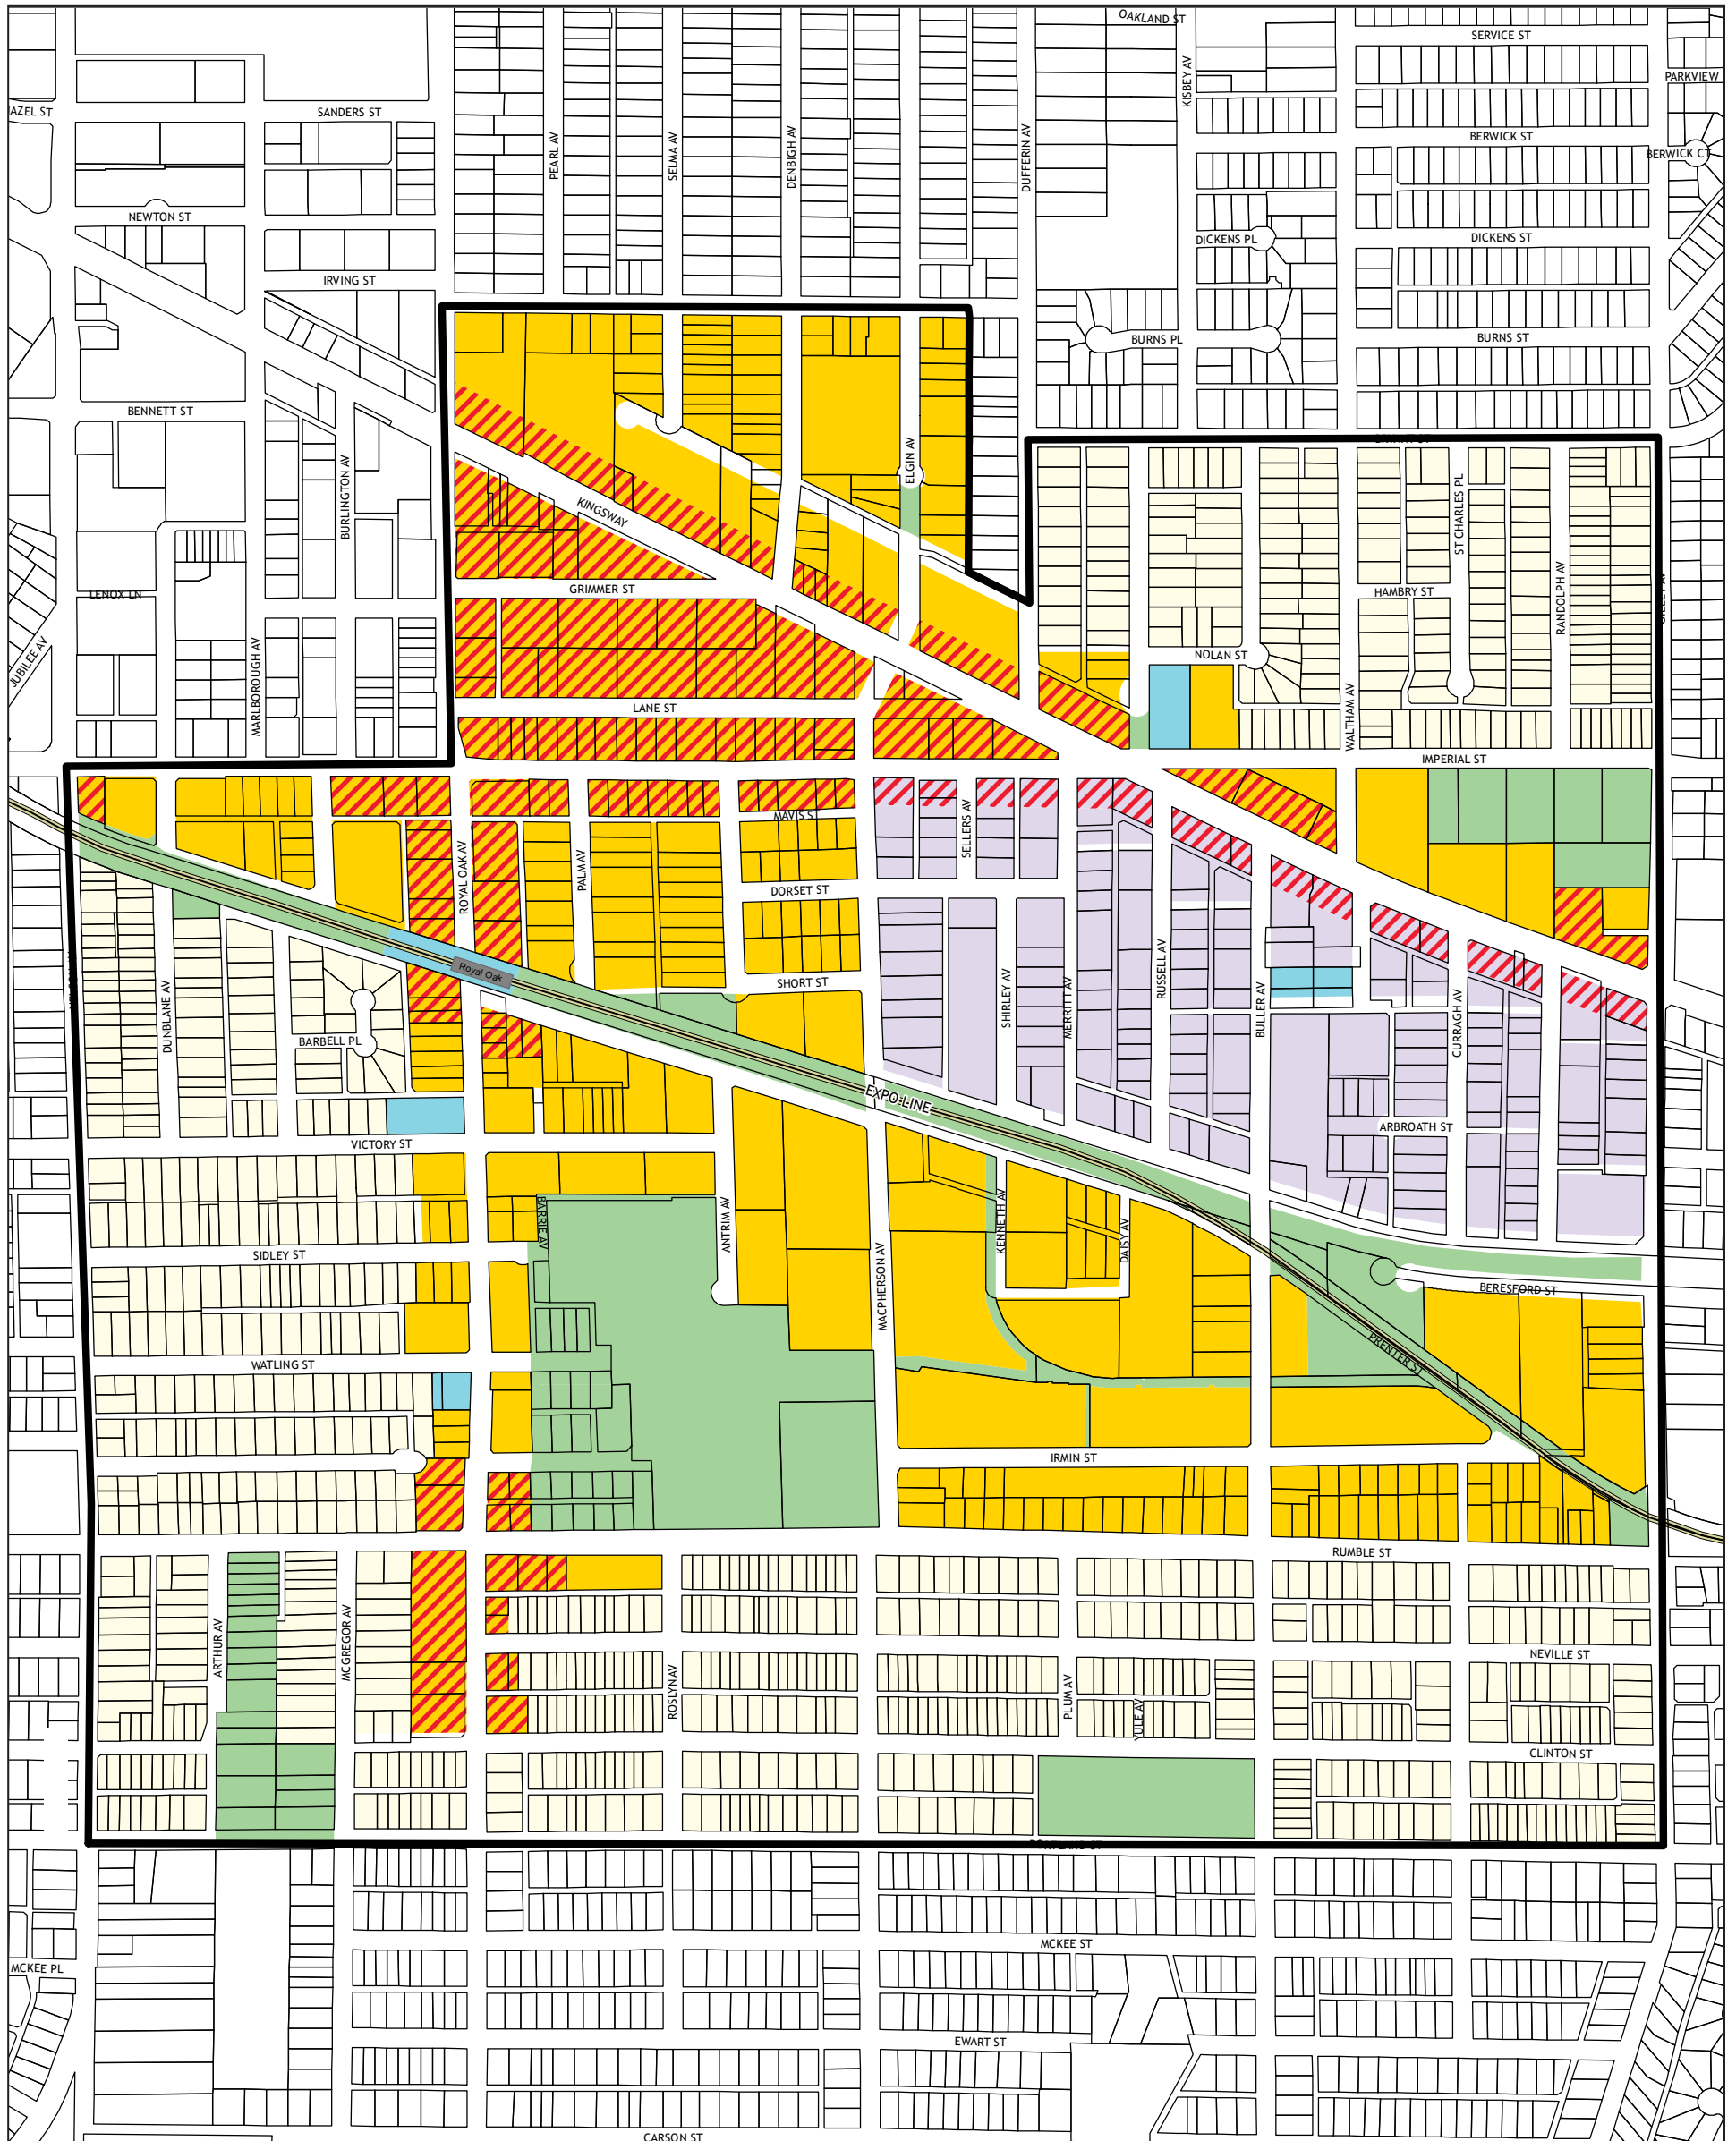 OAKLAND ST
SERVICE ST
KISBEY AV
PARKVIEW
AZEL ST
SANDERS ST
PEARL AV
SELMA AV
DENBIGH AV
DUFFERIN AV
BERWICK ST
BERWICK CT
NEWTON ST
DICKENS PL
DICKENS ST
IRVING ST
BURNS PL
BURNS ST
BENNETT ST
ELGIN AV
BURLINGTON AV
KINGSWAY
ST CHARLES PL
RANDOLPH AV
LENOX LN
GRIMMER ST
HAMBRY ST
JUBILEE AV
MARLBOROUGH AV
NOLAN ST
LANE ST
WALTHAM AV
IMPERIAL ST
MAVIS ST
SELLERS AV
ROYAL OAK AV
PALM AV
DORSET ST
Royal Oak
SHORT ST
DUNBLANE AV
SHIRLEY AV
MERRITT AV
RUSSELL AV
BULLER AV
CURRAGH AV
BARBELL PL
EXPO LINE
ARBROATH ST
VICTORY ST
BARRIE AV
ANTRIM AV
KENNETH AV
DAISY AV
SIDLEY ST
MACPHERSON AV
BERESFORD ST
PRENTER ST
WATLING ST
IRMIN ST
RUMBLE ST
ARTHUR AV
MCGREGOR AV
NEVILLE ST
ROSLYN AV
PLUM AV
YULE AV
CLINTON ST
MCKEE ST
MCKEE PL
EWART ST
CARSON ST